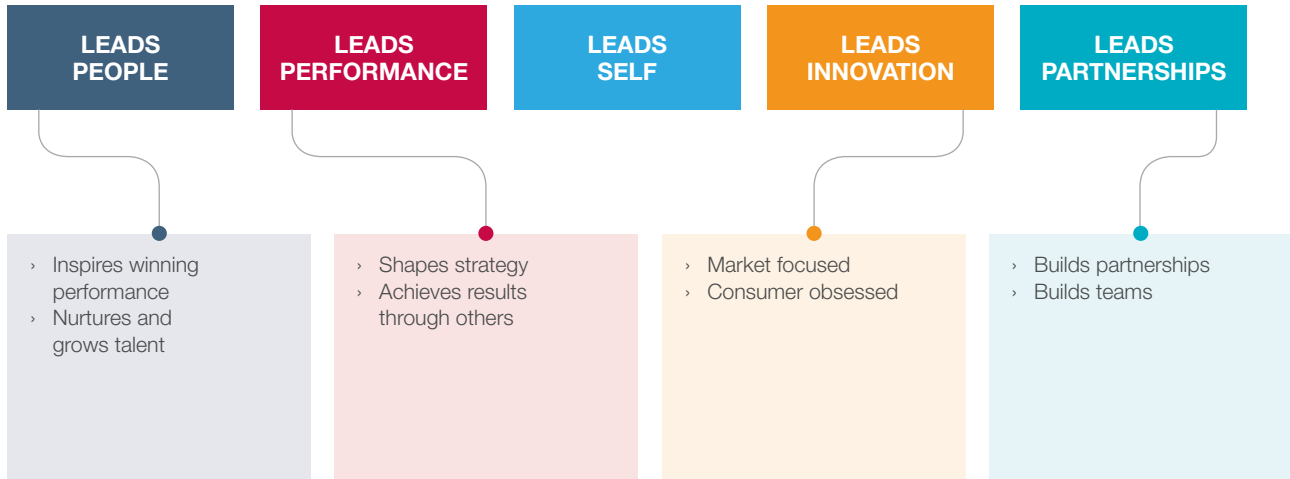 LEADS
PEOPLE
LEADS
PERFORMANCE
LEADS
SELF
LEADS
INNOVATION
LEADS
PARTNERSHIPS
› Inspires winning
performance
› Nurtures and
grows talent
› Shapes strategy
› Achieves results
through others
› Market focused
› Consumer obsessed
› Builds partnerships
› Builds teams